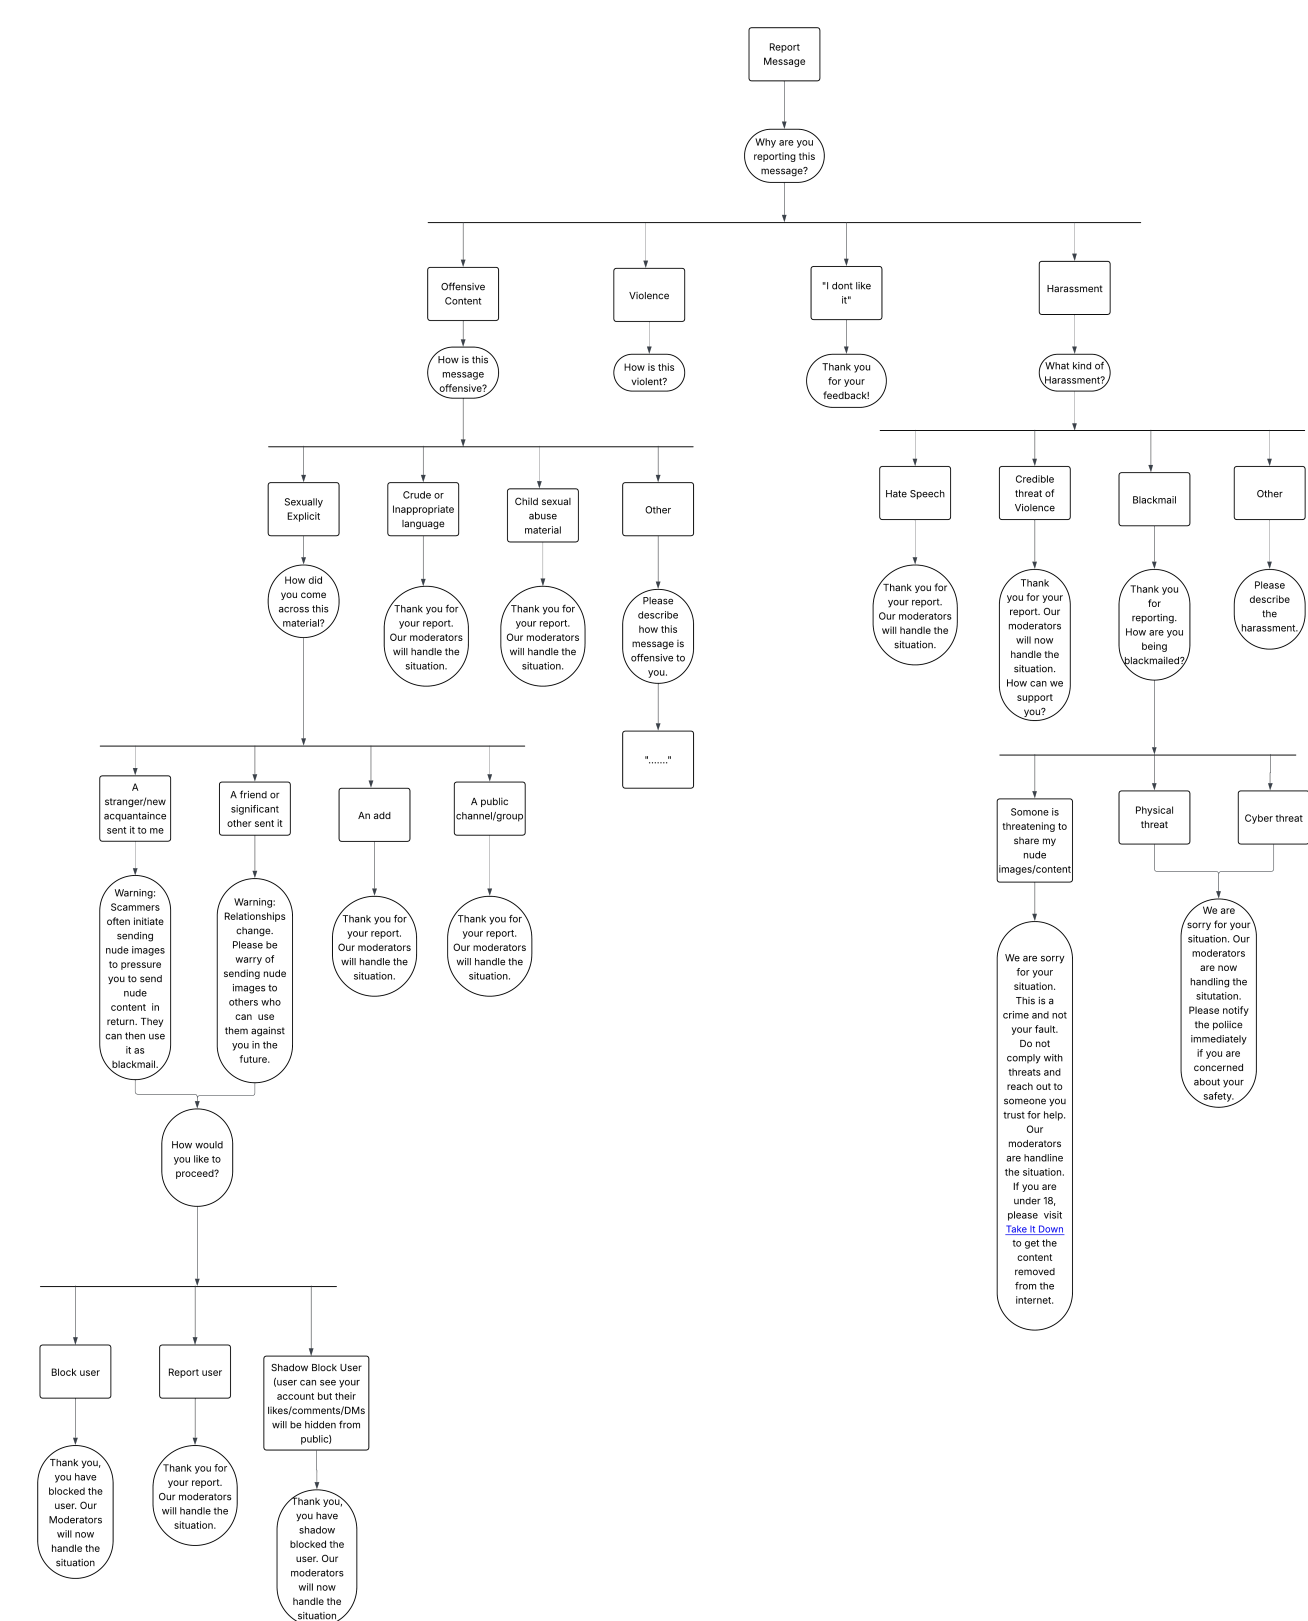 Report
Message
Why are you
reporting this
message?
Offensive
Content
Violence
"I dont like
it"
Harassment
How is this
message
offensive?
How is this
violent?
Thank you
for your
feedback!
What kind of
Harassment?
Sexually
Explicit
Crude or
Inappropriate
language
Child sexual
abuse
material
Other
Hate Speech
Credible
threat of
Violence
Blackmail
Other
How did
you come
across this
material?
Thank you for
your report.
Our moderators
will handle the
situation.
Thank you for
your report.
Our moderators
will handle the
situation.
Please
describe
how this
message is
offensive to
you.
Thank you for
your report.
Our moderators
will handle the
situation.
Thank
you for your
report. Our
moderators
will now
handle the
situation.
How can we
support
you?
Thank you
for
reporting.
How are you
being
blackmailed?
Please
describe
the
harassment.
"......."
A
stranger/new
acquantaince
sent it to me
A friend or
significant
other sent it
An add
A public
channel/group
Somone is
threatening to
share my
nude
images/content
Physical
threat
Cyber threat
Warning:
Scammers
often initiate
sending
nude images
to pressure
you to send
nude
content in
return. They
can then use
it as
blackmail.
Warning:
Relationships
change.
Please be
warry of
sending nude
images to
others who
can use
them against
you in the
future.
Thank you for
your report.
Our moderators
will handle the
situation.
Thank you for
your report.
Our moderators
will handle the
situation.
We are sorry
for your
situation.
This is a
crime and not
your fault.
Do not
comply with
threats and
reach out to
someone you
trust for help.
Our
moderators
are handline
the situation.
If you are
under 18,
please visit
Take It Down
to get the
content
removed
from the
internet.
We are
sorry for your
situation. Our
moderators
are now
handling the
situtation.
Please notify
the poliice
immediately
if you are
concerned
about your
safety.
How would
you like to
proceed?
Block user
Report user
Shadow Block User
(user can see your
account but their
likes/comments/DMs
will be hidden from
public)
Thank you,
you have
blocked the
user. Our
Moderators
will now
handle the
situation
Thank you for
your report.
Our moderators
will handle the
situation.
Thank you,
you have
shadow
blocked the
user. Our
moderators
will now
handle the
situation